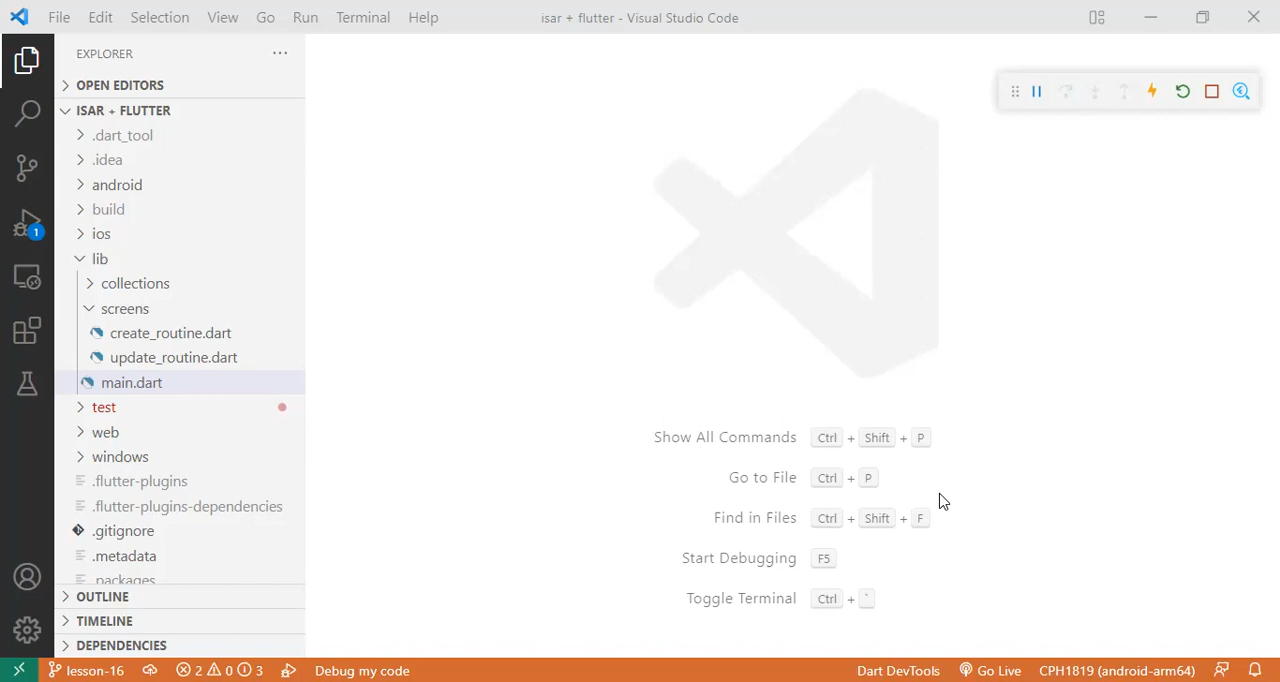 File Edit Selection View Go Run Terminal Help isar + flutter - Visual Studio Code
EXPLORER
OPEN EDITORS
ISAR + FLUTTER
.dart_tool
.idea
android
build
ios
lib
collections
screens
create_routine.dart
update_routine.dart
main.dart
test
web
windows
.flutter-plugins
.flutter-plugins-dependencies
.gitignore
.metadata
.packages
OUTLINE
TIMELINE
DEPENDENCIES
1
Show All Commands Ctrl + Shift + P
Go to File Ctrl + P
Find in Files Ctrl + Shift + F
Start Debugging F5
Toggle Terminal Ctrl + `
lesson-16 2 0 3 Debug my code Dart DevTools Go Live CPH1819 (android-arm64)